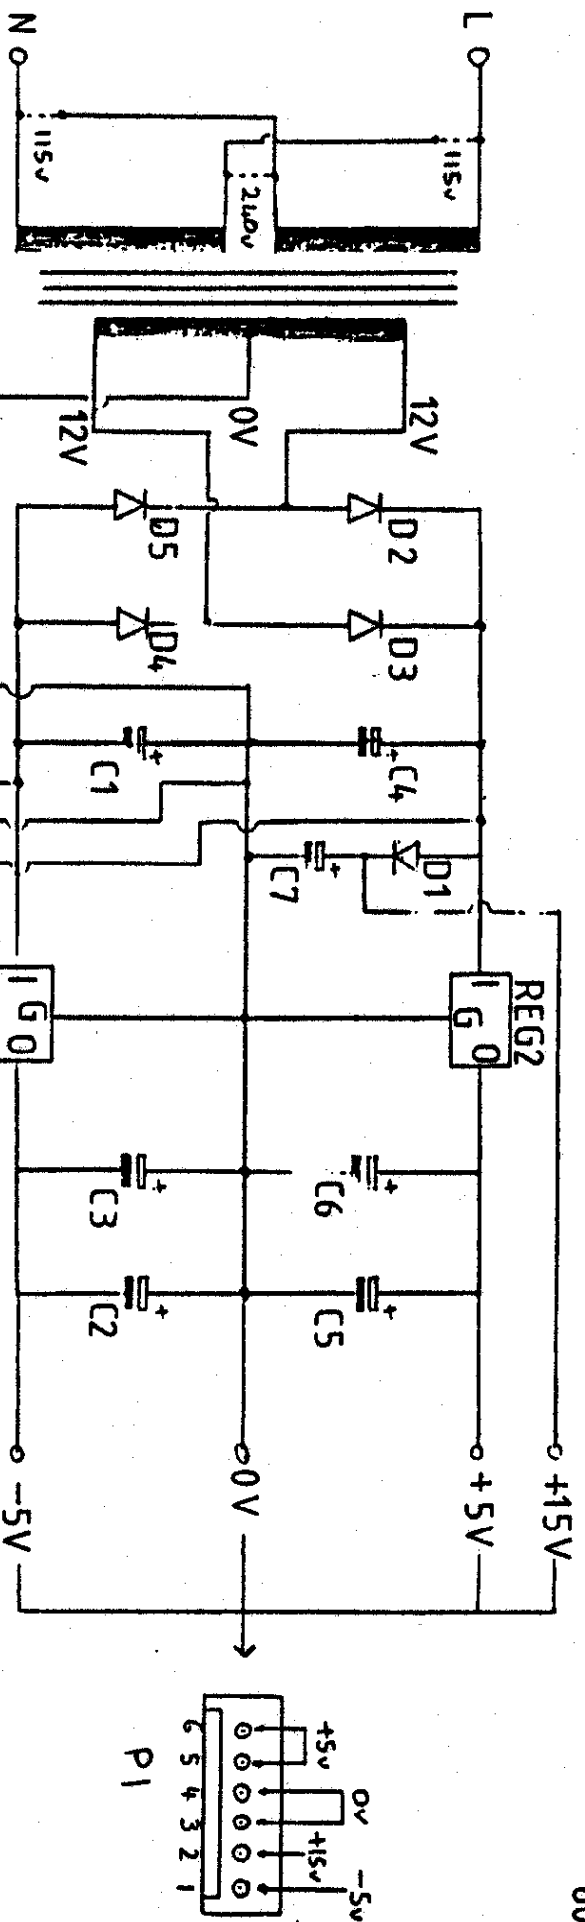 L
N
115v
115v
240v
12V
0V
12V
D2
D5
D3
D4
C4
C1
D1
C7
REG2
I G O
I G O
C6
C3
C5
C2
+15V
+5V
0V
-5V
+5v
0v
+15v
-5v
6 5 4 3 2 1
P1